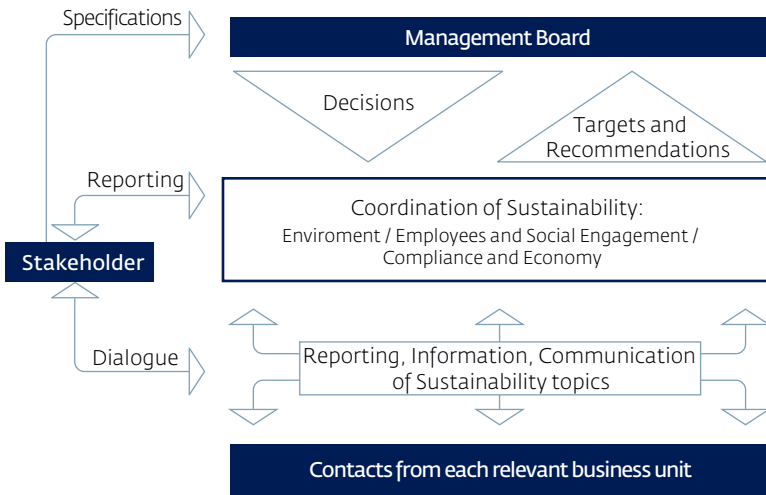 Specifications
Management Board
Decisions
Targets and
Recommendations
Reporting
Coordination of Sustainability:
Enviroment / Employees and Social Engagement /
Compliance and Economy
Stakeholder
Dialogue
Reporting, Information, Communication
of Sustainability topics
Contacts from each relevant business unit